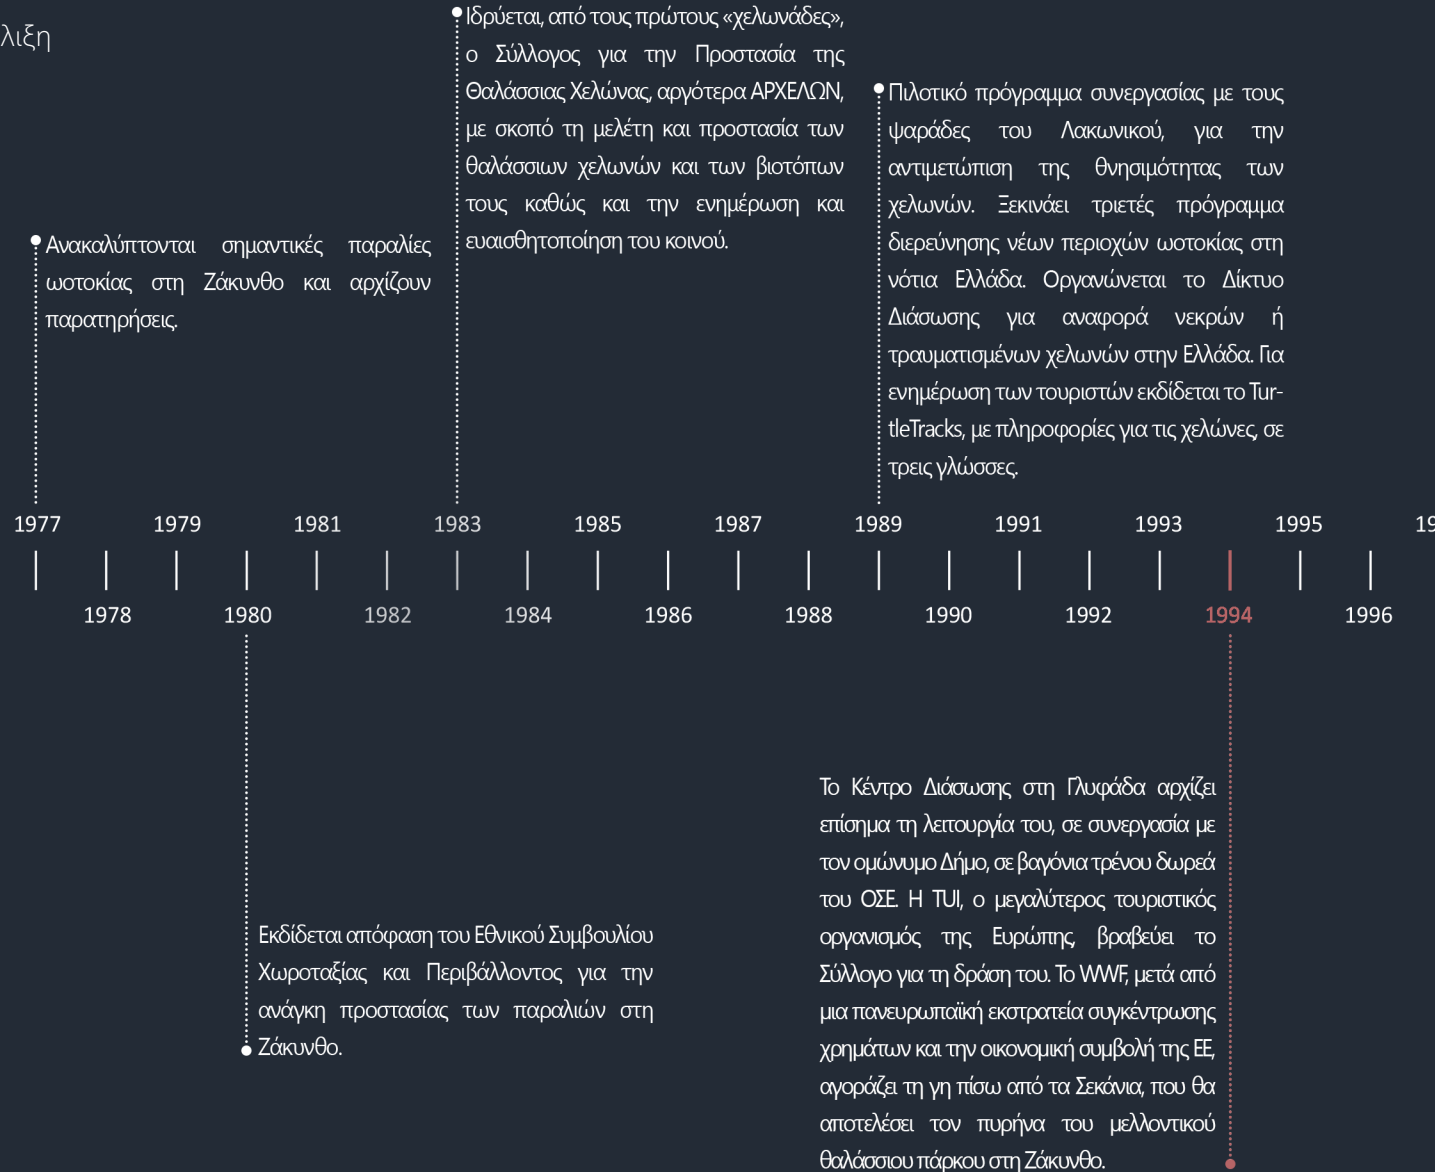 λιξη
Ιδρύεται, από τους πρώτους «χελωνάδες»,
ο Σύλλογος για την Προστασία της
Θαλάσσιας Χελώνας, αργότερα ΑΡΧΕΛΩΝ,
με σκοπό τη μελέτη και προστασία των
θαλάσσιων χελωνών και των βιοτόπων
τους καθώς και την ενημέρωση και
ευαισθητοποίηση του κοινού.
Πιλοτικό πρόγραμμα συνεργασίας με τους
ψαράδες του Λακωνικού, για την
αντιμετώπιση της θνησιμότητας των
χελωνών. Ξεκινάει τριετές πρόγραμμα
διερεύνησης νέων περιοχών ωοτοκίας στη
νότια Ελλάδα. Οργανώνεται το Δίκτυο
Διάσωσης για αναφορά νεκρών ή
τραυματισμένων χελωνών στην Ελλάδα. Για
ενημέρωση των τουριστών εκδίδεται το Tur-
tleTracks, με πληροφορίες για τις χελώνες, σε
τρεις γλώσσες.
Ανακαλύπτονται σημαντικές παραλίες
ωοτοκίας στη Ζάκυνθο και αρχίζουν
παρατηρήσεις.
1977 1979 1981 1983 1985 1987 1989 1991 1993 1995 19
1978 1980 1982 1984 1986 1988 1990 1992 1994 1996
Εκδίδεται απόφαση του Εθνικού Συμβουλίου
Χωροταξίας και Περιβάλλοντος για την
ανάγκη προστασίας των παραλιών στη
Ζάκυνθο.
Το Κέντρο Διάσωσης στη Γλυφάδα αρχίζει
επίσημα τη λειτουργία του, σε συνεργασία με
τον ομώνυμο Δήμο, σε βαγόνια τρένου δωρεά
του ΟΣΕ. Η TUI, ο μεγαλύτερος τουριστικός
οργανισμός της Ευρώπης, βραβεύει το
Σύλλογο για τη δράση του. Το WWF, μετά από
μια πανευρωπαϊκή εκστρατεία συγκέντρωσης
χρημάτων και την οικονομική συμβολή της ΕΕ,
αγοράζει τη γη πίσω από τα Σεκάνια, που θα
αποτελέσει τον πυρήνα του μελλοντικού
θαλάσσιου πάρκου στη Ζάκυνθο.